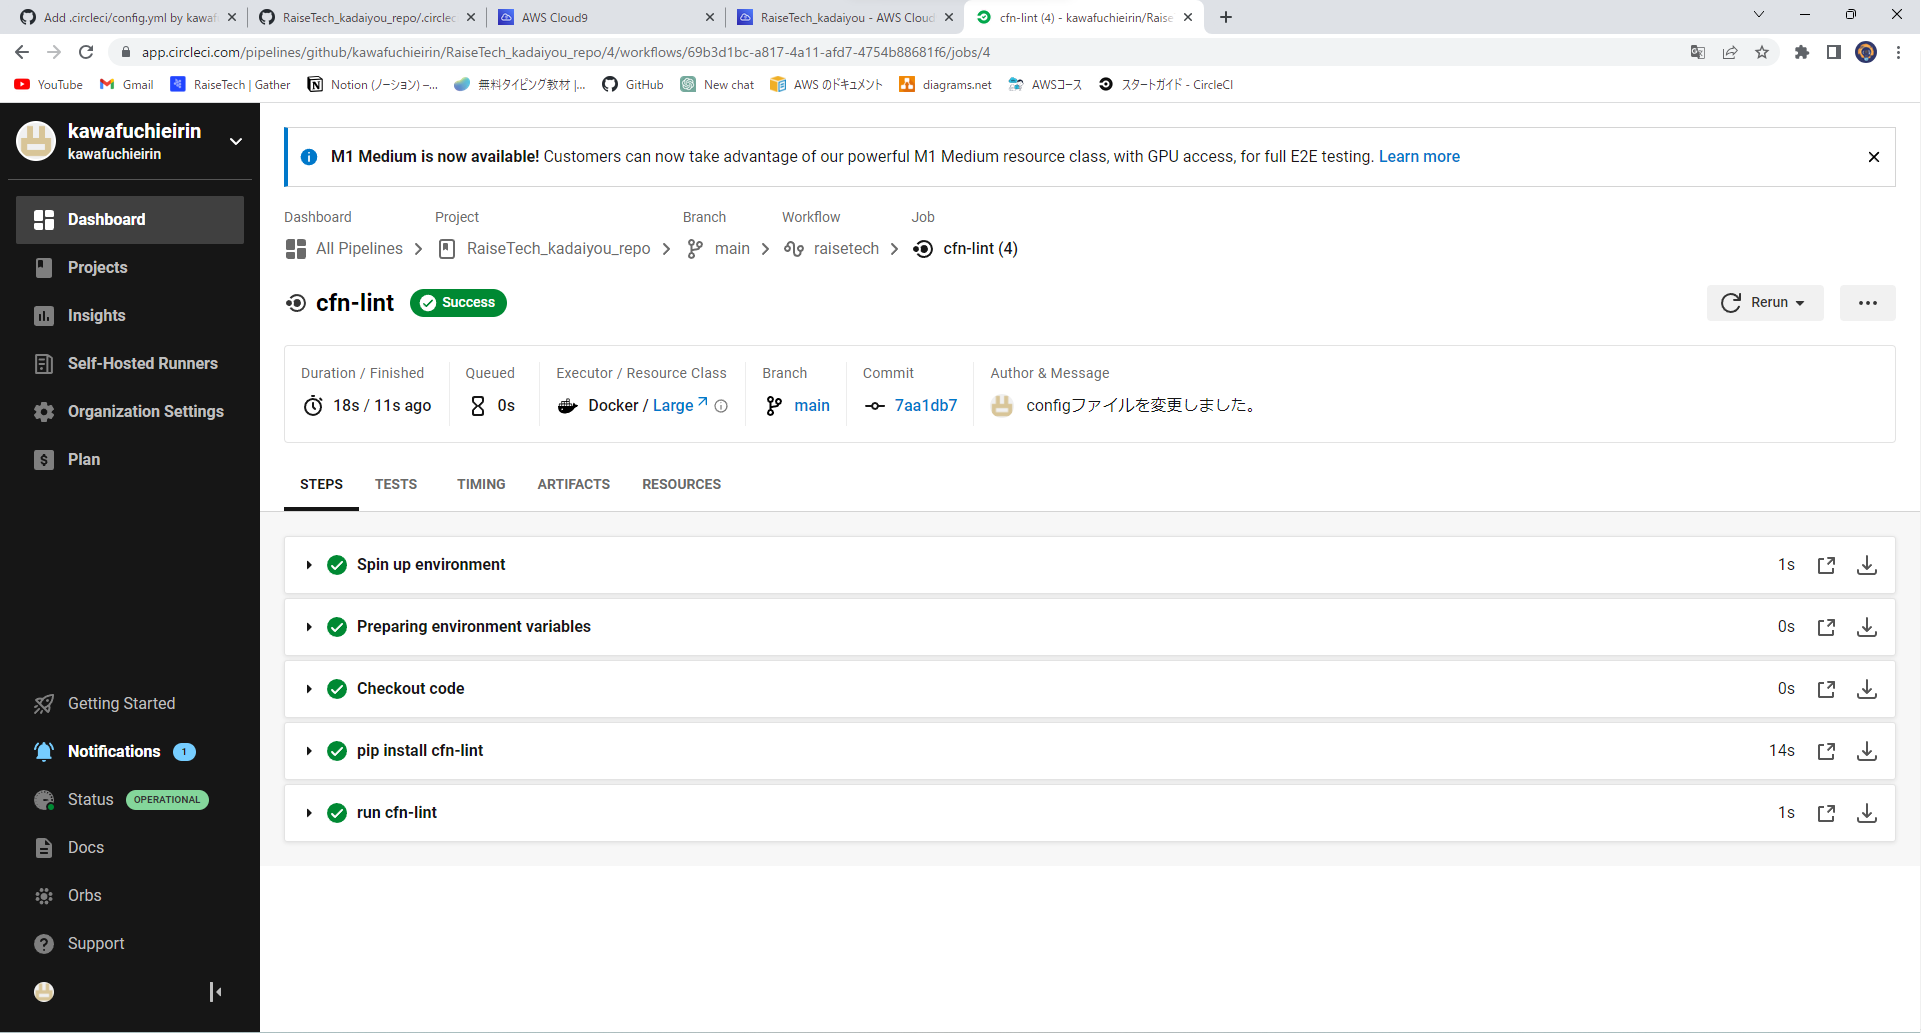 Add .circleci/config.yml by kawaf
RaiseTech_kadaiyou_repo/.circlec
AWS Cloud9
RaiseTech_kadaiyou - AWS Cloud
cfn-lint (4) - kawafuchieirin/Raise
app.circleci.com/pipelines/github/kawafuchieirin/RaiseTech_kadaiyou_repo/4/workflows/69b3d1bc-a817-4a11-afd7-4754b88681f6/jobs/4
YouTube
Gmail
RaiseTech | Gather
Notion (ノーション) –...
無料タイピング教材 |...
GitHub
New chat
AWS のドキュメント
diagrams.net
AWSコース
スタートガイド - CircleCI
kawafuchieirin
kawafuchieirin
Dashboard
Projects
Insights
Self-Hosted Runners
Organization Settings
Plan
Getting Started
Notifications 1
Status OPERATIONAL
Docs
Orbs
Support
M1 Medium is now available! Customers can now take advantage of our powerful M1 Medium resource class, with GPU access, for full E2E testing. Learn more
Dashboard Project Branch Workflow Job
All Pipelines RaiseTech_kadaiyou_repo main raisetech cfn-lint (4)
cfn-lint Success
Rerun
Duration / Finished
18s / 11s ago
Queued
0s
Executor / Resource Class
Docker / Large
Branch
main
Commit
7aa1db7
Author & Message
configファイルを変更しました。
STEPS TESTS TIMING ARTIFACTS RESOURCES
Spin up environment 1s
Preparing environment variables 0s
Checkout code 0s
pip install cfn-lint 14s
run cfn-lint 1s